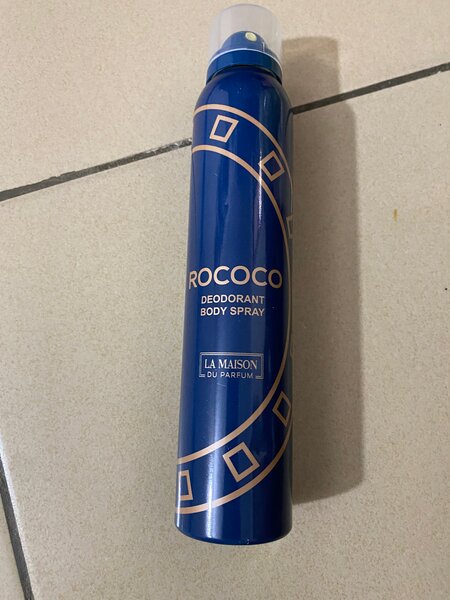 ROCOCO
DEODORANT
BODY SPRAY
LA MAISON
DU PARFUM